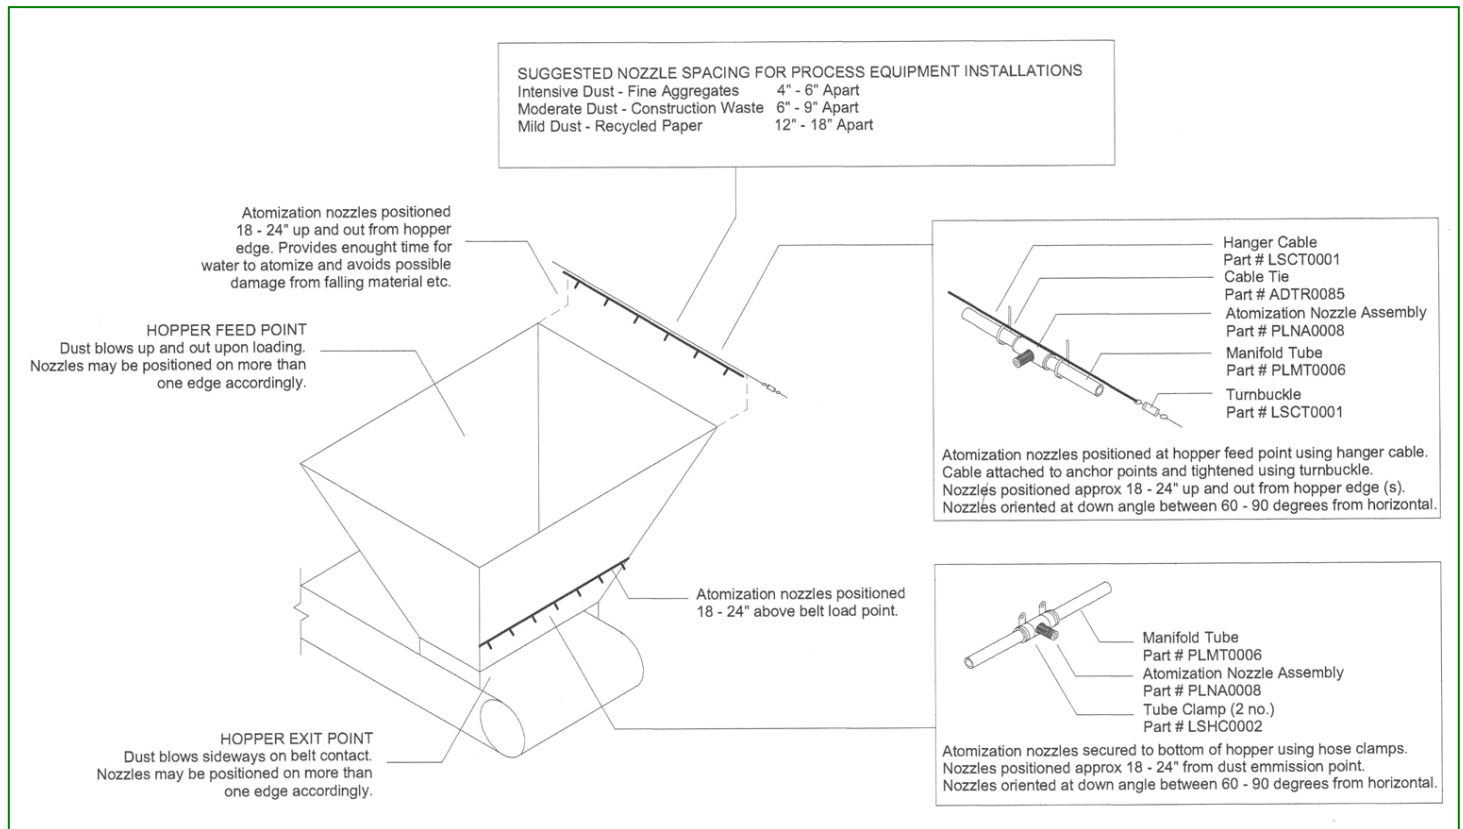 SUGGESTED NOZZLE SPACING FOR PROCESS EQUIPMENT INSTALLATIONS
Intensive Dust - Fine Aggregates 4" - 6" Apart
Moderate Dust - Construction Waste 6" - 9" Apart
Mild Dust - Recycled Paper 12" - 18" Apart
Atomization nozzles positioned
18 - 24" up and out from hopper
edge. Provides enought time for
water to atomize and avoids possible
damage from falling material etc.
HOPPER FEED POINT
Dust blows up and out upon loading.
Nozzles may be positioned on more than
one edge accordingly.
Hanger Cable
Part # LSCT0001
Cable Tie
Part # ADTR0085
Atomization Nozzle Assembly
Part # PLNA0008
Manifold Tube
Part # PLMT0006
Turnbuckle
Part # LSCT0001
Atomization nozzles positioned at hopper feed point using hanger cable.
Cable attached to anchor points and tightened using turnbuckle.
Nozzles positioned approx 18 - 24" up and out from hopper edge (s).
Nozzles oriented at down angle between 60 - 90 degrees from horizontal.
Atomization nozzles positioned
18 - 24" above belt load point.
Manifold Tube
Part # PLMT0006
Atomization Nozzle Assembly
Part # PLNA0008
Tube Clamp (2 no.)
Part # LSHC0002
Atomization nozzles secured to bottom of hopper using hose clamps.
Nozzles positioned approx 18 - 24" from dust emmission point.
Nozzles oriented at down angle between 60 - 90 degrees from horizontal.
HOPPER EXIT POINT
Dust blows sideways on belt contact.
Nozzles may be positioned on more than
one edge accordingly.